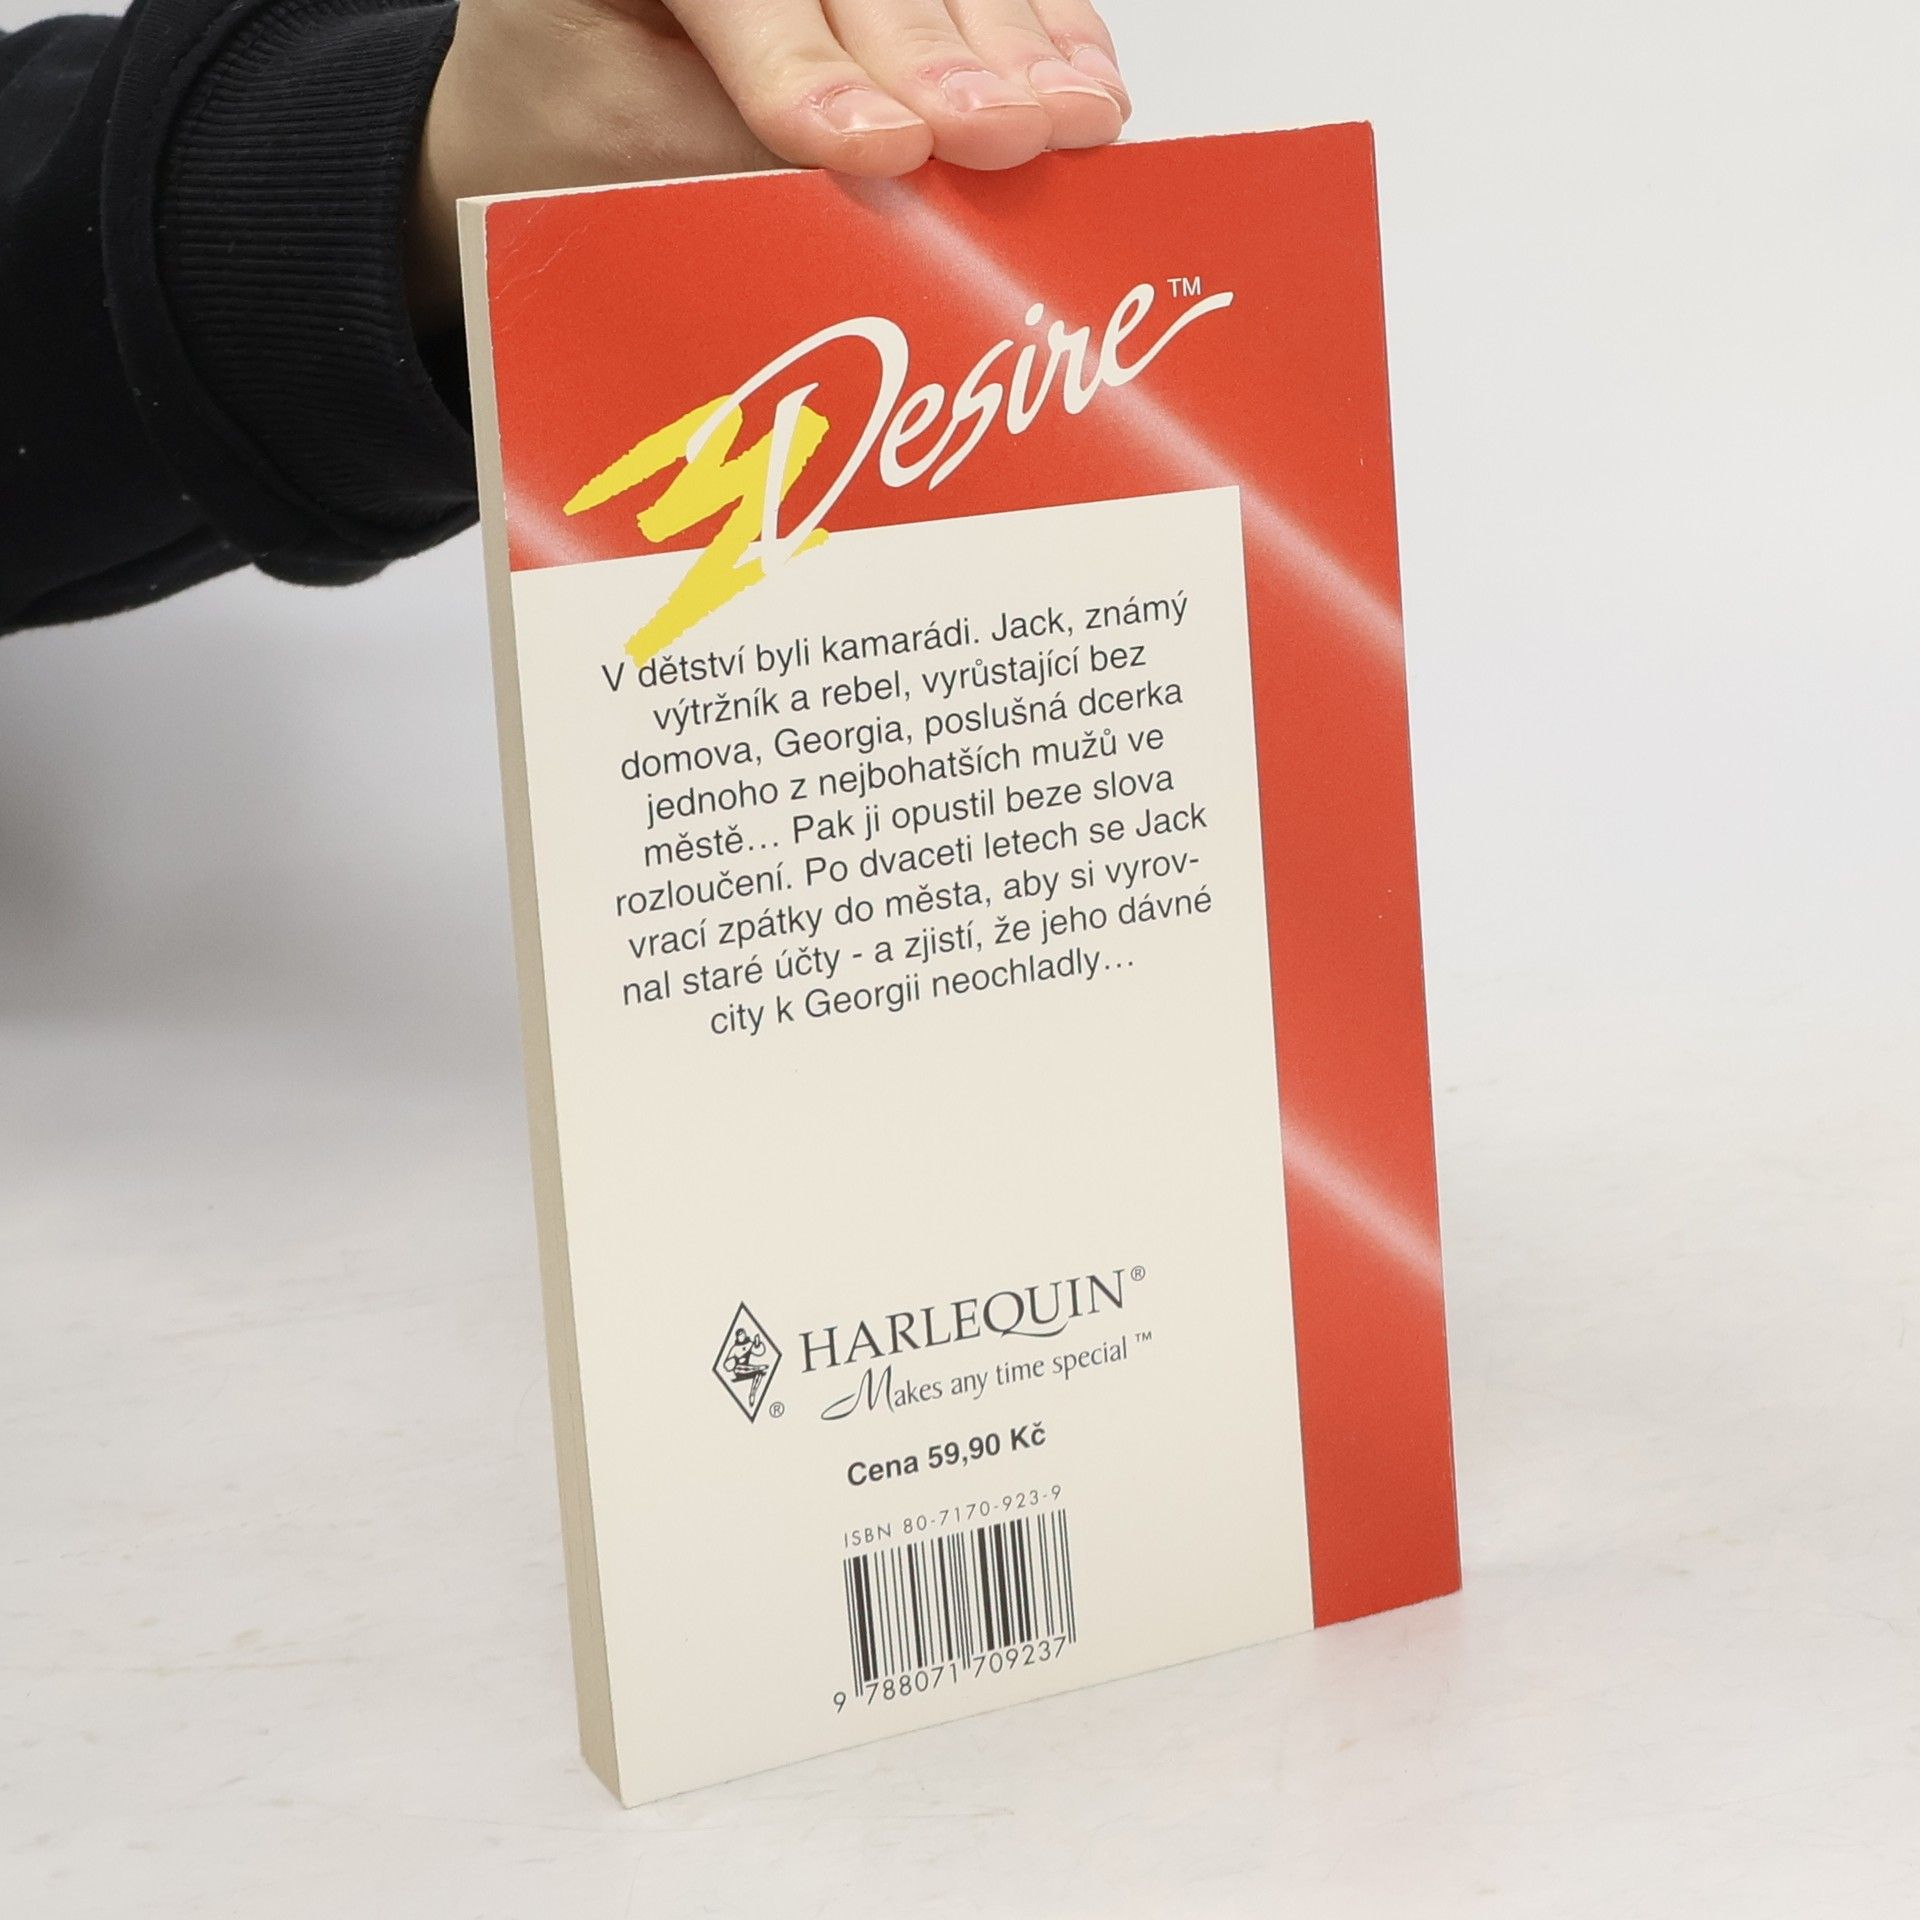 Desire™
V dětství byli kamarádi. Jack, známý
výtržník a rebel, vyrůstající bez
domova, Georgia, poslušná dcerka
jednoho z nejbohatších mužů ve
městě... Pak ji opustil beze slova
rozloučení. Po dvaceti letech se Jack
vrací zpátky do města, aby si vyrov-
nal staré účty - a zjistí, že jeho dávné
city k Georgii neochladly...
HARLEQUIN®
®
Makes any time special™
Cena 59,90 Kč
ISBN 80-7170-923-9
9 788071 709237